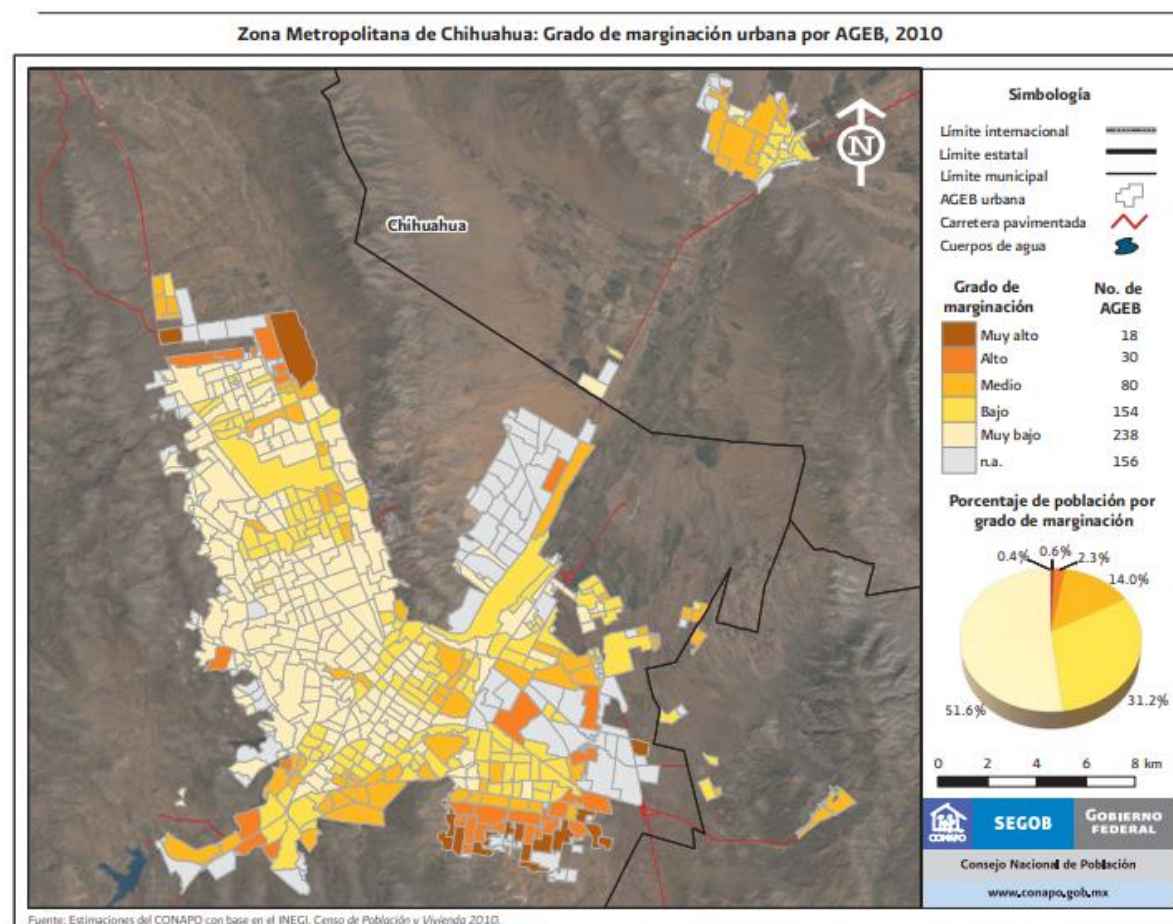 Zona Metropolitana de Chihuahua: Grado de marginación urbana por AGEB, 2010
Chihuahua
N
Simbología
Límite internacional
Límite estatal
Límite municipal
AGEB urbana
Carretera pavimentada
Cuerpos de agua
Grado de marginación No. de AGEB
Muy alto 18
Alto 30
Medio 80
Bajo 154
Muy bajo 238
n.a. 156
Porcentaje de población por
grado de marginación
0.4% 0.6% 2.3%
14.0%
51.6% 31.2%
0 2 4 6 8 km
CONAPO SEGOB GOBIERNO
FEDERAL
Consejo Nacional de Población
www.conapo.gob.mx
Fuente: Estimaciones del CONAPO con base en el INEGI, Censo de Población y Vivienda 2010.